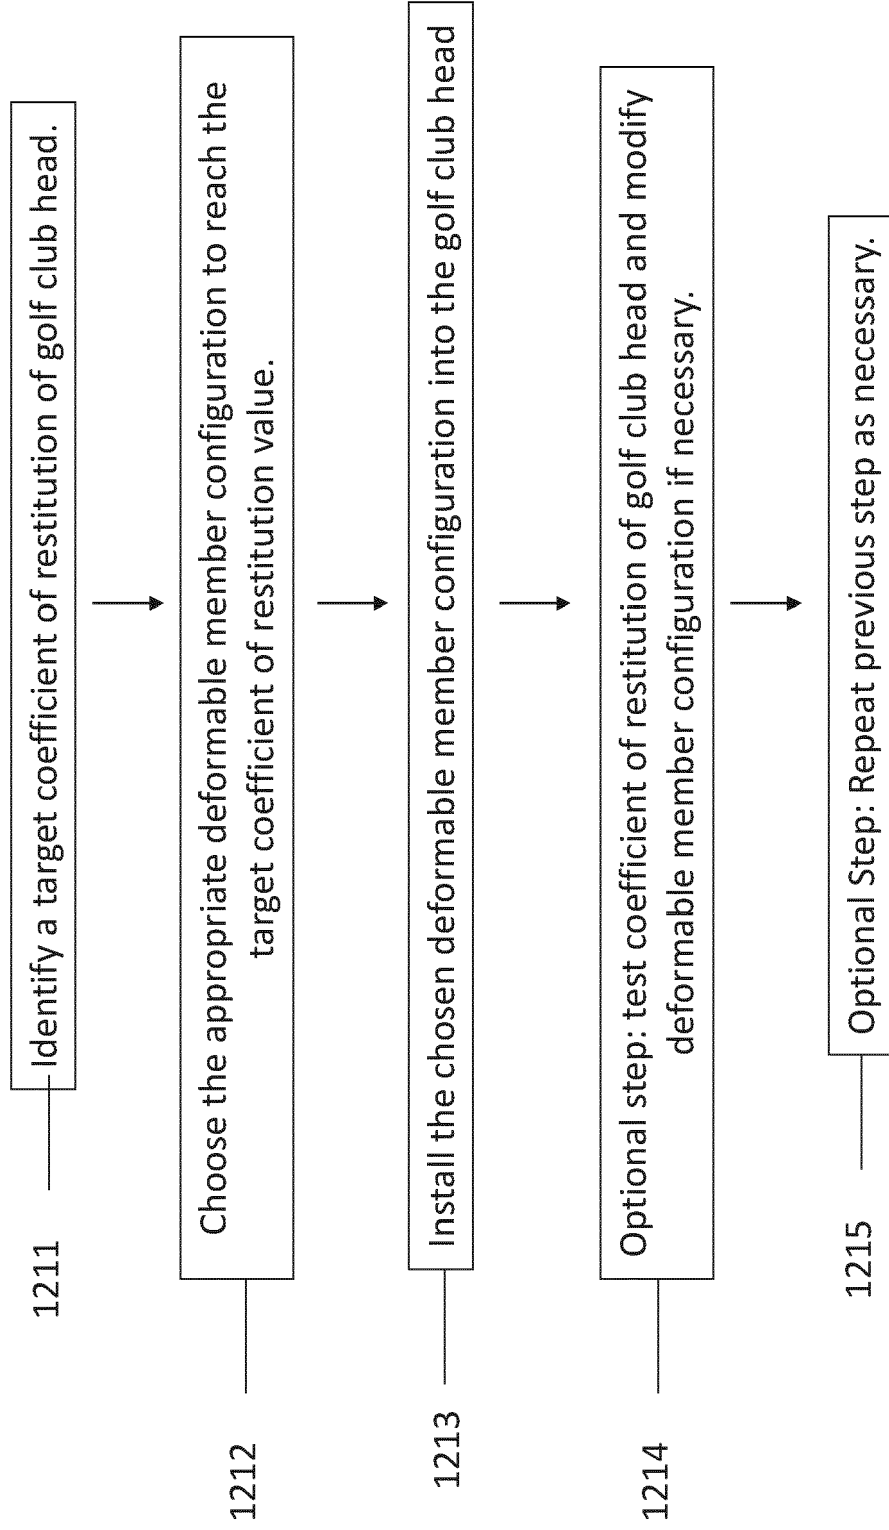 1211
Identify a target coefficient of restitution of golf club head.
1212
Choose the appropriate deformable member configuration to reach the
target coefficient of restitution value.
1213
Install the chosen deformable member configuration into the golf club head
1214
Optional step: test coefficient of restitution of golf club head and modify
deformable member configuration if necessary.
1215
Optional Step: Repeat previous step as necessary.